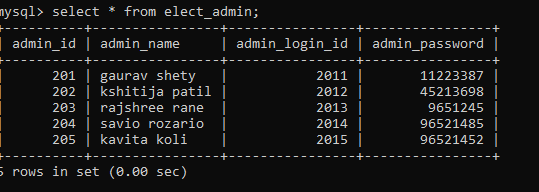 mysql> select * from elect_admin;
+----------+----------------+----------------+----------------+
| admin_id | admin_name     | admin_login_id | admin_password |
+----------+----------------+----------------+----------------+
|      201 | gaurav shety   |           2011 |       11223387 |
|      202 | kshitija patil |           2012 |       45213698 |
|      203 | rajshree rane  |           2013 |        9651245 |
|      204 | savio rozario  |           2014 |       96521485 |
|      205 | kavita koli    |           2015 |       96521452 |
+----------+----------------+----------------+----------------+
5 rows in set (0.00 sec)